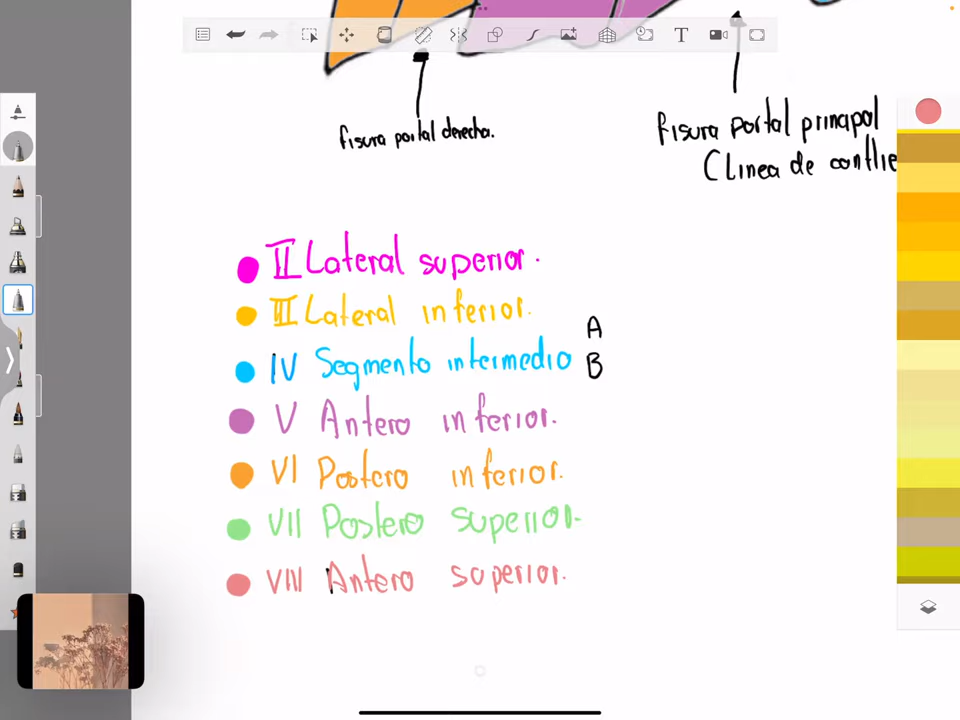 fisura portal derecha.
fisura portal principal
(linea de conflie
II Lateral superior.
III Lateral inferior.
IV Segmento intermedio A B
V Antero inferior.
VI Postero inferior.
VII Postero superior.
VIII Antero superior.